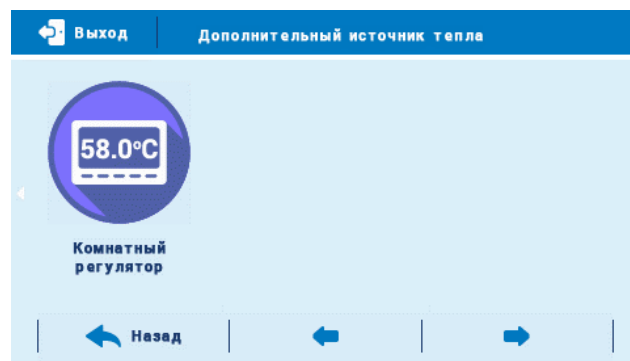 Выход
Дополнительный источник тепла
58.0°C
Комнатный
регулятор
Назад